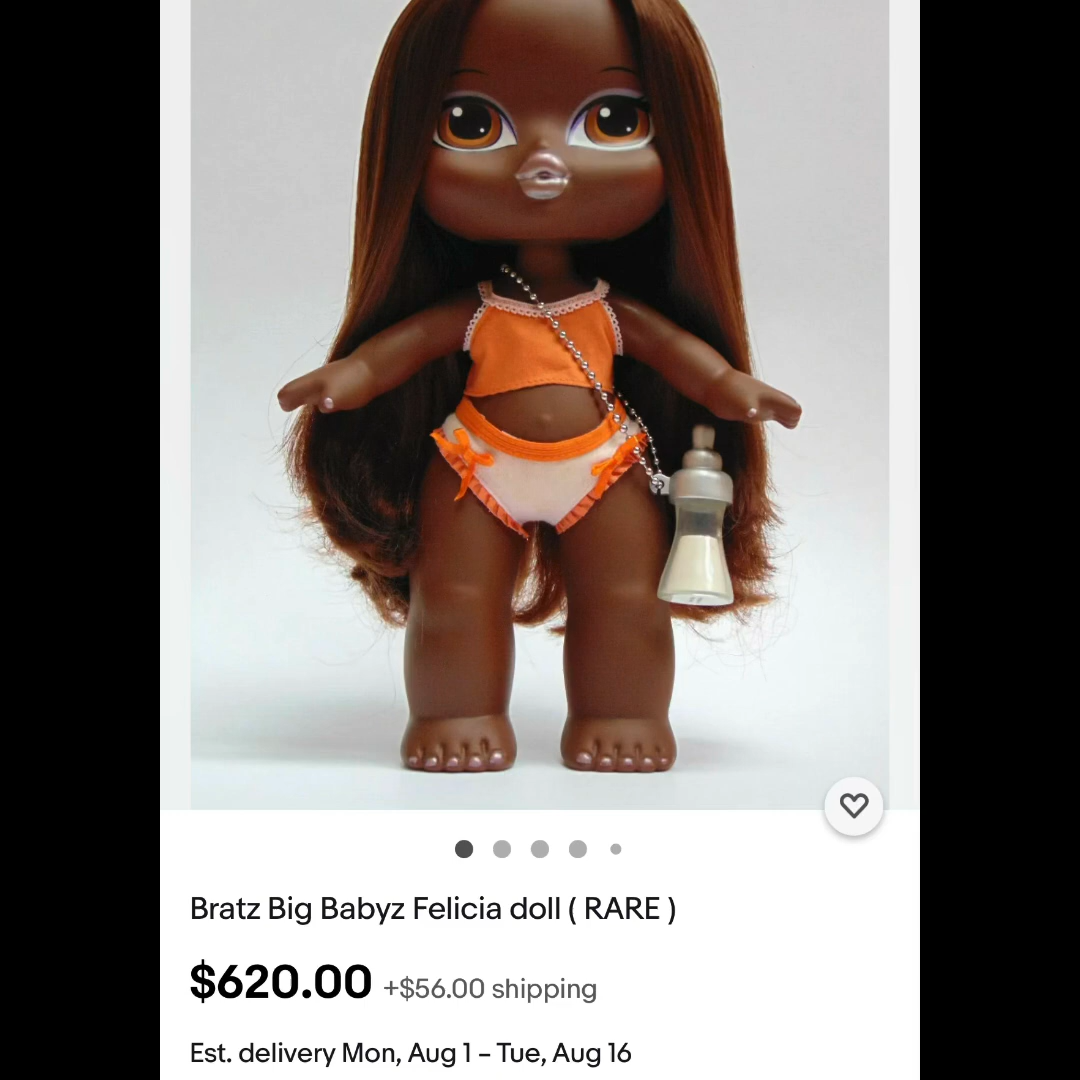 Bratz Big Babyz Felicia doll ( RARE )
$620.00 +$56.00 shipping
Est. delivery Mon, Aug 1 – Tue, Aug 16